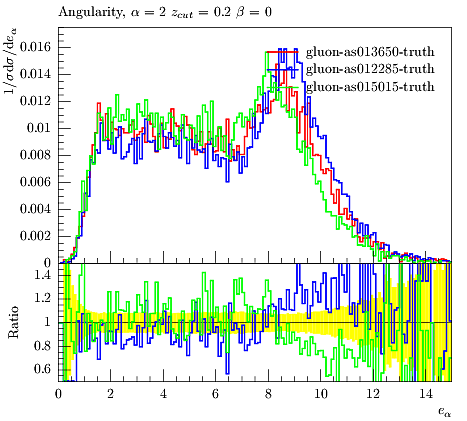 Angularity, α = 2 z_cut = 0.2 β = 0
1/σ dσ/de_α
0.016
0.014
0.012
0.01
0.008
0.006
0.004
0.002
0
gluon-as013650-truth
gluon-as012285-truth
gluon-as015015-truth
Ratio
1.4
1.2
1
0.8
0.6
0 2 4 6 8 10 12 14
e_α